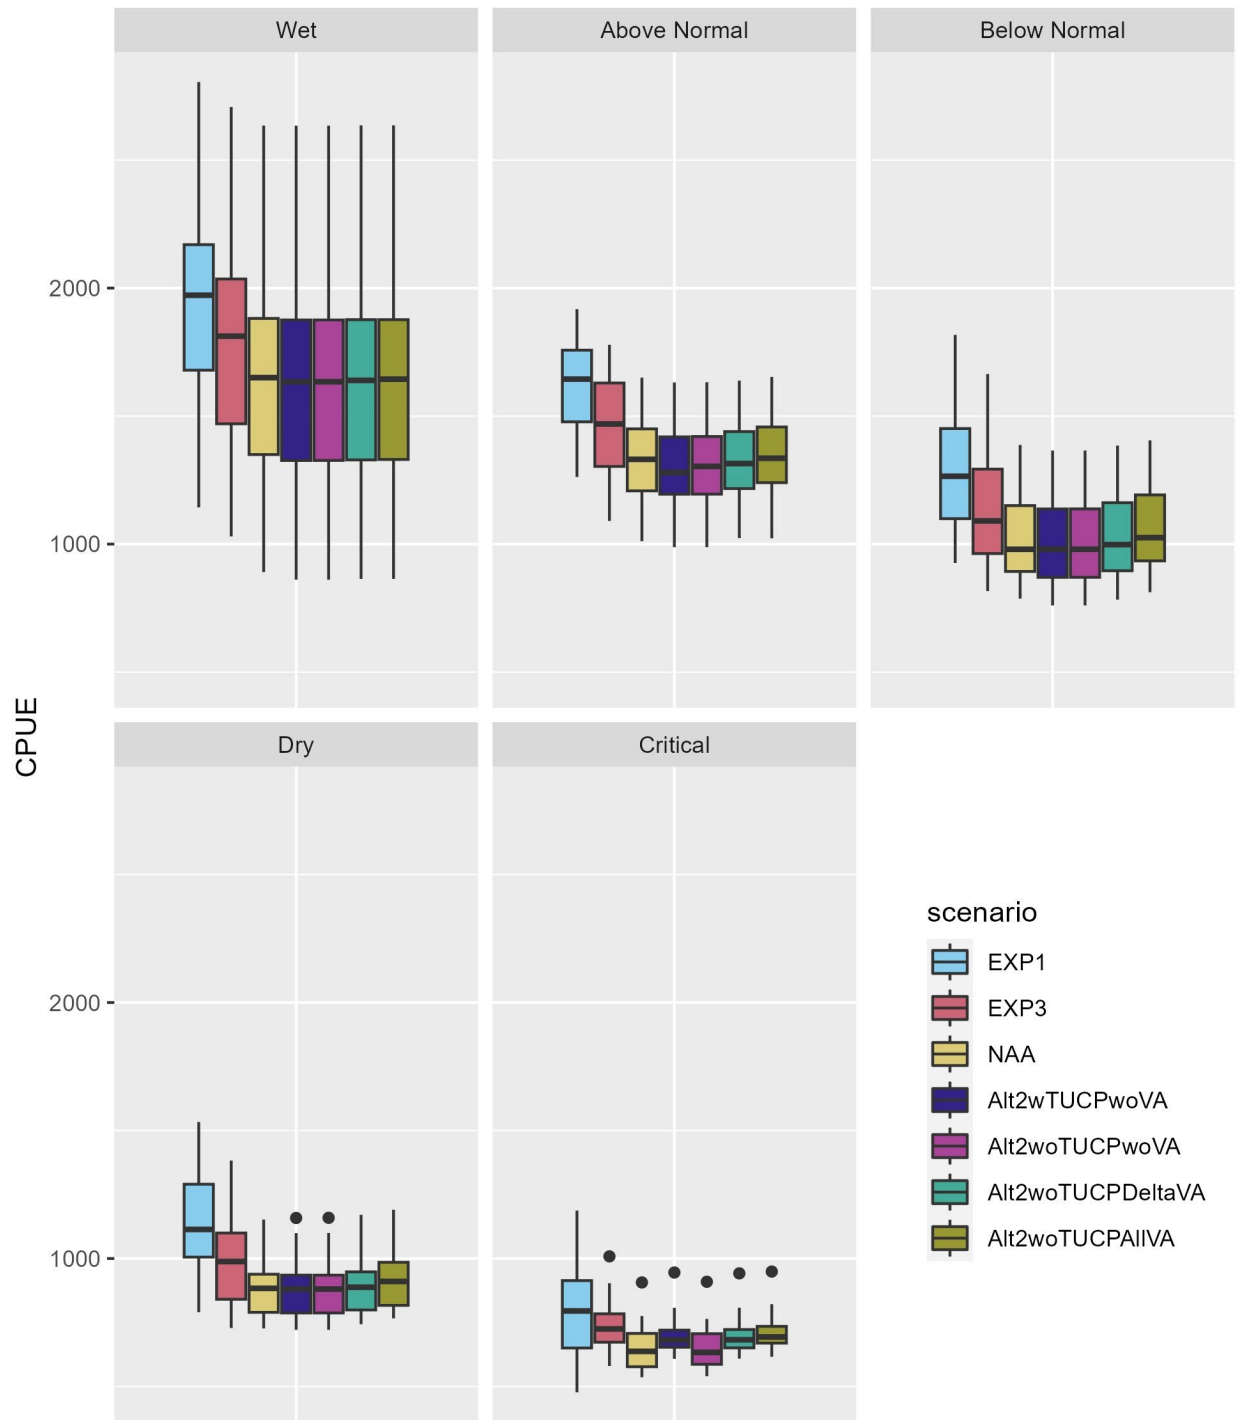 Wet
Above Normal
Below Normal
2000
1000
CPUE
Dry
Critical
2000
1000
scenario
EXP1
EXP3
NAA
Alt2wTUCPwoVA
Alt2woTUCPwoVA
Alt2woTUCPDeltaVA
Alt2woTUCPAllVA